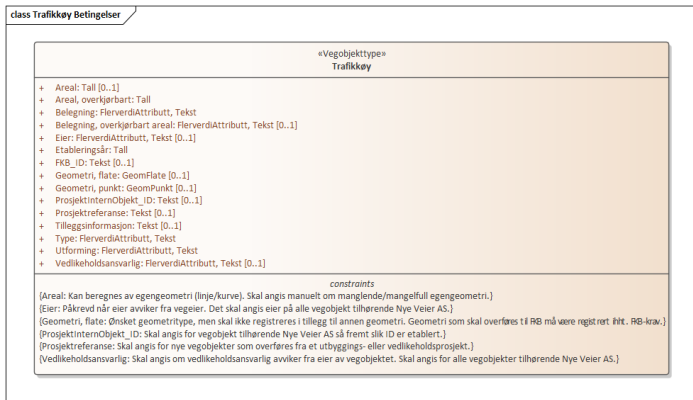 class Trafikkøy Betingelser
«Vegobjekttype»
Trafikkøy
+ Areal: Tall [0..1]
+ Areal, overkjørbart: Tall
+ Belegning: FlerverdiAttributt, Tekst
+ Belegning, overkjørbart areal: FlerverdiAttributt, Tekst [0..1]
+ Eier: FlerverdiAttributt, Tekst [0..1]
+ Etableringsår: Tall
+ FKB_ID: Tekst [0..1]
+ Geometri, flate: GeomFlate [0..1]
+ Geometri, punkt: GeomPunkt [0..1]
+ ProsjektInternObjekt_ID: Tekst [0..1]
+ Prosjektreferanse: Tekst [0..1]
+ Tilleggsinformasjon: Tekst [0..1]
+ Type: FlerverdiAttributt, Tekst
+ Utforming: FlerverdiAttributt, Tekst
+ Vedlikeholdsansvarlig: FlerverdiAttributt, Tekst [0..1]
constraints
{Areal: Kan beregnes av egengeometri (linje/kurve). Skal angis manuelt om manglende/mangelfull egengeometri.}
{Eier: Påkrevd når eier avviker fra vegeier. Det skal angis eier på alle vegobjekt tilhørende Nye Veier AS.}
{Geometri, flate: Ønsket geometritype, men skal ikke registreres i tillegg til annen geometri. Geometri som skal overføres til FKB må være registrert ihht. FKB-krav.}
{ProsjektInternObjekt_ID: Skal angis for vegobjekt tilhørende Nye Veier AS så fremt slik ID er etablert.}
{Prosjektreferanse: Skal angis for nye vegobjekter som overføres fra et utbyggings- eller vedlikeholdsprosjekt.}
{Vedlikeholdsansvarlig: Skal angis om vedlikeholdsansvarlig avviker fra eier av vegobjektet. Skal angis for alle vegobjekter tilhørende Nye Veier AS.}